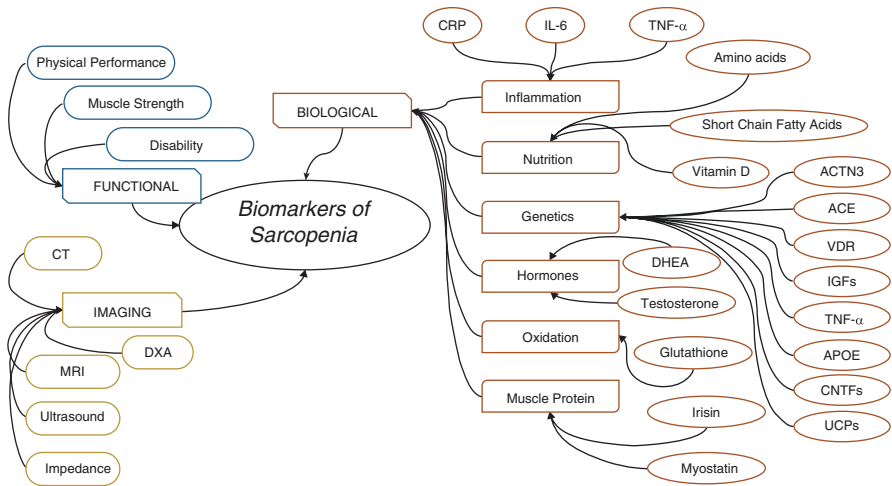 CRP
IL-6
TNF-α
Physical Performance
Amino acids
Muscle Strength
Inflammation
BIOLOGICAL
Short Chain Fatty Acids
Disability
Nutrition
Vitamin D
ACTN3
FUNCTIONAL
Biomarkers of
Sarcopenia
Genetics
ACE
VDR
CT
DHEA
Hormones
IGFs
Testosterone
IMAGING
TNF-α
Oxidation
DXA
Glutathione
APOE
MRI
CNTFs
Muscle Protein
Irisin
Ultrasound
UCPs
Impedance
Myostatin